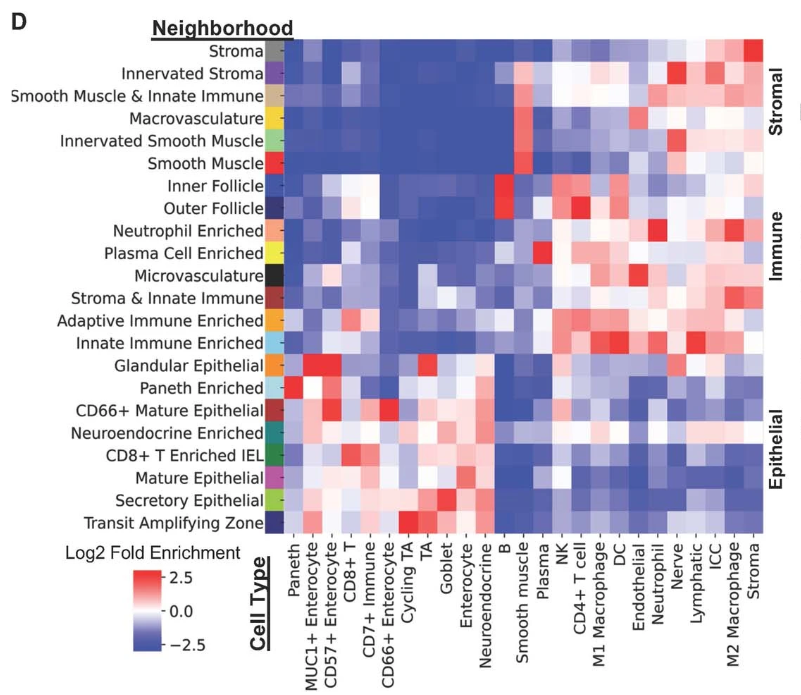 D
Neighborhood
Stroma
Innervated Stroma
Smooth Muscle & Innate Immune
Macrovasculature
Innervated Smooth Muscle
Smooth Muscle
Inner Follicle
Outer Follicle
Neutrophil Enriched
Plasma Cell Enriched
Microvasculature
Stroma & Innate Immune
Adaptive Immune Enriched
Innate Immune Enriched
Glandular Epithelial
Paneth Enriched
CD66+ Mature Epithelial
Neuroendocrine Enriched
CD8+ T Enriched IEL
Mature Epithelial
Secretory Epithelial
Transit Amplifying Zone
Stromal
Immune
Epithelial
Log2 Fold Enrichment
2.5
0.0
−2.5
Cell Type
Paneth
MUC1+ Enterocyte
CD57+ Enterocyte
CD8+ T
CD7+ Immune
CD66+ Enterocyte
Cycling TA
TA
Goblet
Enterocyte
Neuroendocrine
B
Smooth muscle
Plasma
NK
CD4+ T cell
M1 Macrophage
DC
Endothelial
Neutrophil
Nerve
Lymphatic
ICC
M2 Macrophage
Stroma